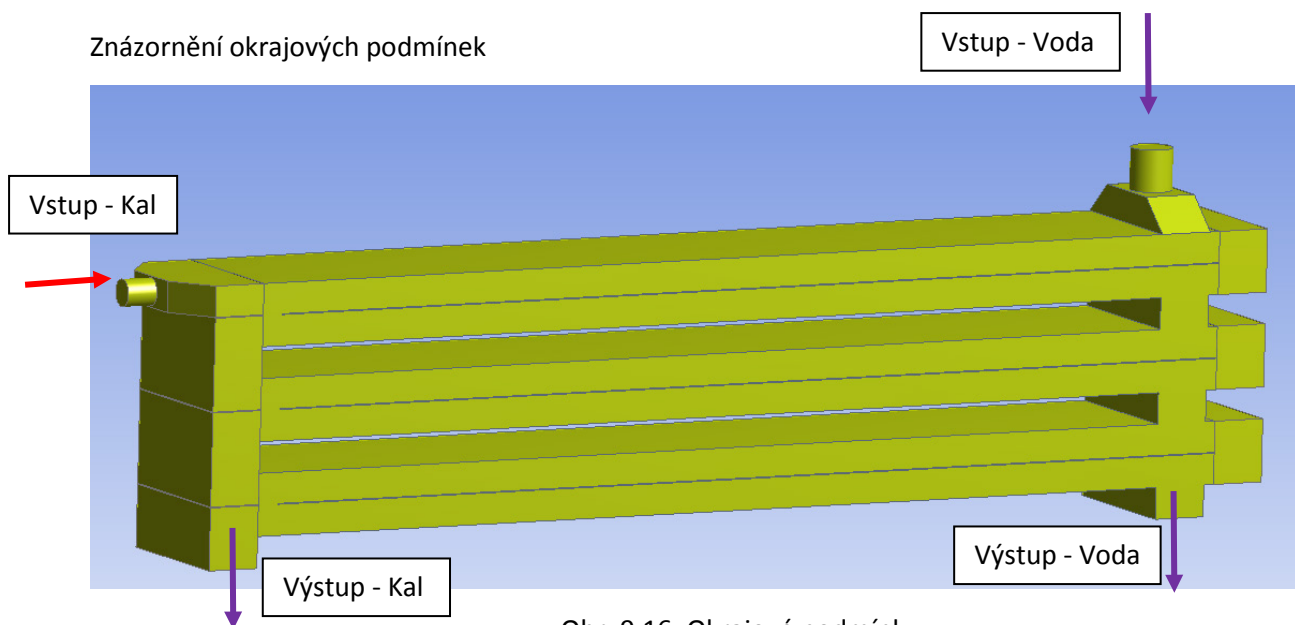 Znázornění okrajových podmínek
Vstup - Voda
Vstup - Kal
Výstup - Voda
Výstup - Kal